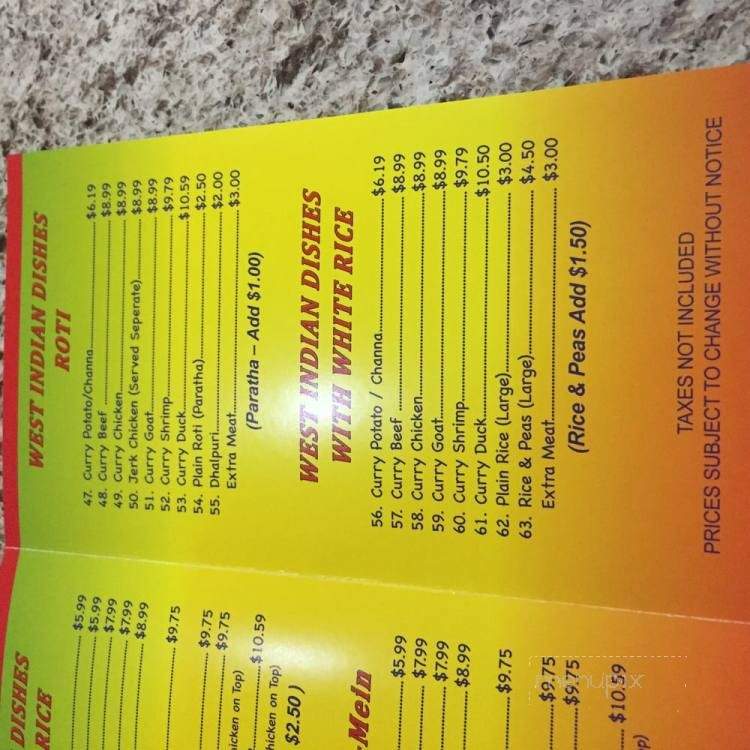 WEST INDIAN DISHES
ROTI
47. Curry Potato/Channa $6.19
48. Curry Beef $8.99
49. Curry Chicken $8.99
50. Jerk Chicken (Served Seperate) $8.99
51. Curry Goat $8.99
52. Curry Shrimp $9.79
53. Curry Duck $10.59
54. Plain Roti (Paratha) $2.50
55. Dhalpuri $2.00
Extra Meat $3.00
(Paratha – Add $1.00)
WEST INDIAN DISHES
WITH WHITE RICE
56. Curry Potato / Channa $6.19
57. Curry Beef $8.99
58. Curry Chicken $8.99
59. Curry Goat $8.99
60. Curry Shrimp $9.79
61. Curry Duck $10.50
62. Plain Rice (Large) $3.00
63. Rice & Peas (Large) $4.50
Extra Meat $3.00
(Rice & Peas Add $1.50)
TAXES NOT INCLUDED
PRICES SUBJECT TO CHANGE WITHOUT NOTICE
DISHES
RICE
$5.99
$5.99
$7.99
$7.99
$8.99
$9.75
$9.75
$9.75
hicken on Top)
$10.59
hicken on Top)
$2.50)
-Mein
$5.99
$7.99
$7.99
$8.99
$9.75
$9.75
$9.75
$10.59
p)
menupix